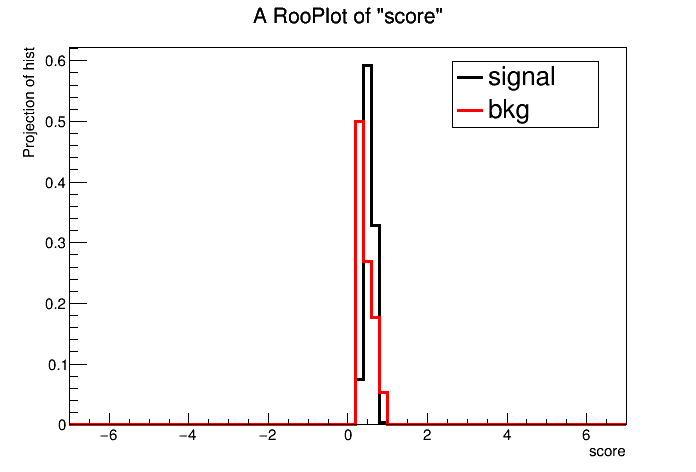 A RooPlot of "score"
Projection of hist
signal
bkg
0.6
0.5
0.4
0.3
0.2
0.1
0
−6 −4 −2 0 2 4 6
score